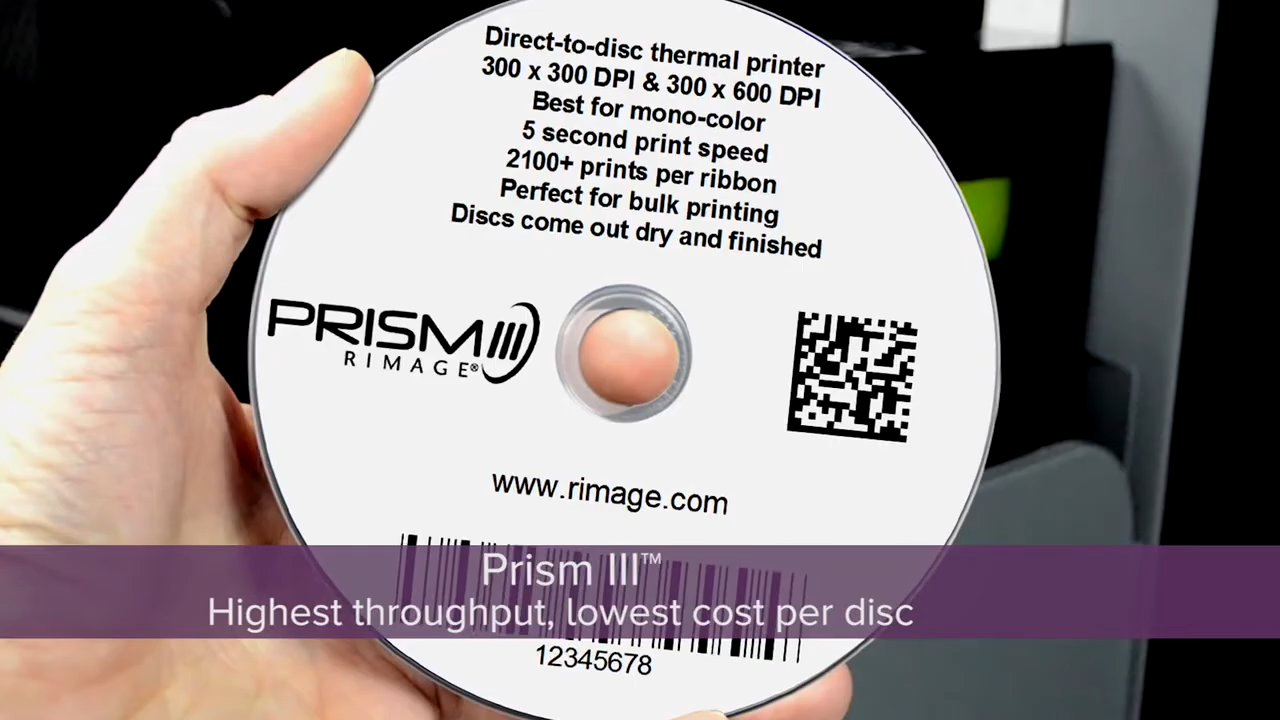 Direct-to-disc thermal printer
300 x 300 DPI & 300 x 600 DPI
Best for mono-color
5 second print speed
2100+ prints per ribbon
Perfect for bulk printing
Discs come out dry and finished
PRISM III
RIMAGE®
www.rimage.com
Prism III™
Highest throughput, lowest cost per disc
12345678